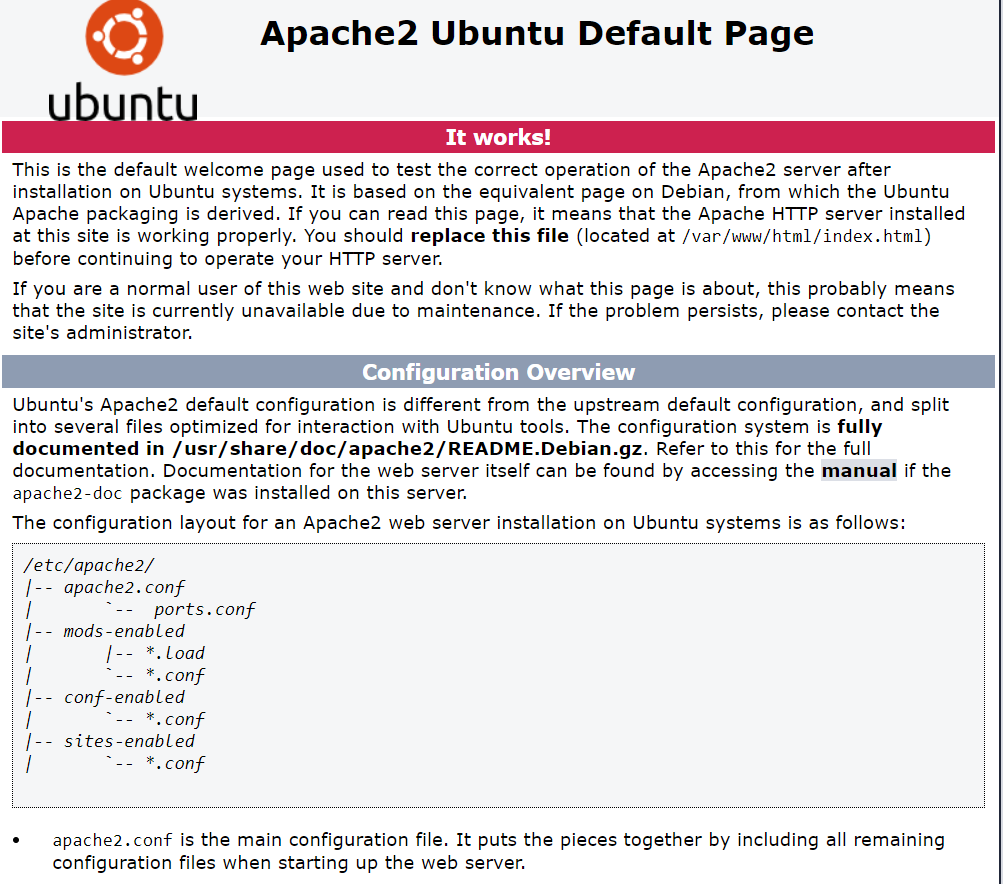 Apache2 Ubuntu Default Page
ubuntu
It works!
This is the default welcome page used to test the correct operation of the Apache2 server after
installation on Ubuntu systems. It is based on the equivalent page on Debian, from which the Ubuntu
Apache packaging is derived. If you can read this page, it means that the Apache HTTP server installed
at this site is working properly. You should replace this file (located at /var/www/html/index.html)
before continuing to operate your HTTP server.
If you are a normal user of this web site and don't know what this page is about, this probably means
that the site is currently unavailable due to maintenance. If the problem persists, please contact the
site's administrator.
Configuration Overview
Ubuntu's Apache2 default configuration is different from the upstream default configuration, and split
into several files optimized for interaction with Ubuntu tools. The configuration system is fully
documented in /usr/share/doc/apache2/README.Debian.gz. Refer to this for the full
documentation. Documentation for the web server itself can be found by accessing the manual if the
apache2-doc package was installed on this server.
The configuration layout for an Apache2 web server installation on Ubuntu systems is as follows:
/etc/apache2/
|-- apache2.conf
|       `--  ports.conf
|-- mods-enabled
|       |-- *.load
|       `-- *.conf
|-- conf-enabled
|       `-- *.conf
|-- sites-enabled
|       `-- *.conf
• apache2.conf is the main configuration file. It puts the pieces together by including all remaining
configuration files when starting up the web server.